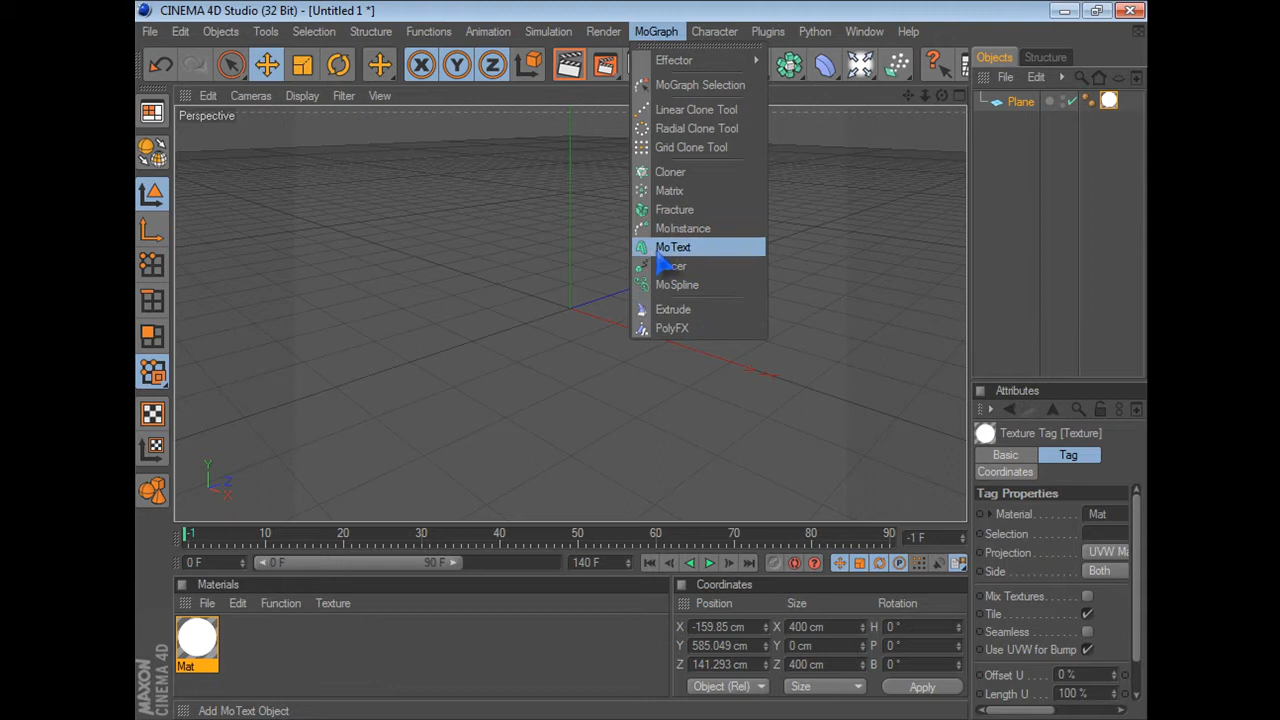 CINEMA 4D Studio (32 Bit) - [Untitled 1 *]
File Edit Objects Tools Selection Structure Functions Animation Simulation Render MoGraph Character Plugins Python Window Help
Edit Cameras Display Filter View
Perspective
Effector
MoGraph Selection
Linear Clone Tool
Radial Clone Tool
Grid Clone Tool
Cloner
Matrix
Fracture
MoInstance
MoText
MoSpline
Extrude
PolyFX
Y
Z
X
X Y Z
Objects Structure
File Edit
Plane
Attributes
Texture Tag [Texture]
Basic Tag
Coordinates
Tag Properties
Material Mat
Selection
Projection UVW Ma
Side Both
Mix Textures
Tile
Seamless
Use UVW for Bump
Offset U 0 %
Length U 100 %
-1 10 20 30 40 50 60 70 80 90 -1 F
0 F 0 F 90 F 140 F
Materials
File Edit Function Texture
Mat
Coordinates
Position Size Rotation
X -159.85 cm X 400 cm H 0 °
Y 585.049 cm Y 0 cm P 0 °
Z 141.293 cm Z 400 cm B 0 °
Object (Rel) Size Apply
MAXON
CINEMA 4D
Add MoText Object